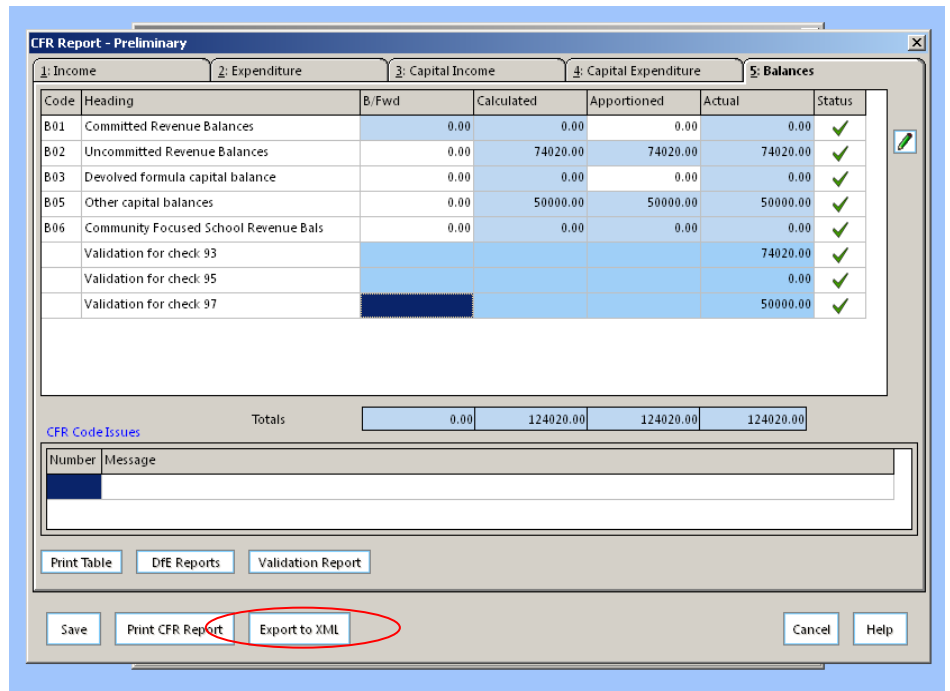 CFR Report - Preliminary
1: Income 2: Expenditure 3: Capital Income 4: Capital Expenditure 5: Balances
Code Heading B/Fwd Calculated Apportioned Actual Status
B01 Committed Revenue Balances 0.00 0.00 0.00 0.00
B02 Uncommitted Revenue Balances 0.00 74020.00 74020.00 74020.00
B03 Devolved formula capital balance 0.00 0.00 0.00 0.00
B05 Other capital balances 0.00 50000.00 50000.00 50000.00
B06 Community Focused School Revenue Bals 0.00 0.00 0.00 0.00
Validation for check 93 74020.00
Validation for check 95 0.00
Validation for check 97 50000.00
Totals 0.00 124020.00 124020.00 124020.00
CFR Code Issues
Number Message
Print Table DfE Reports Validation Report
Save Print CFR Report Export to XML Cancel Help